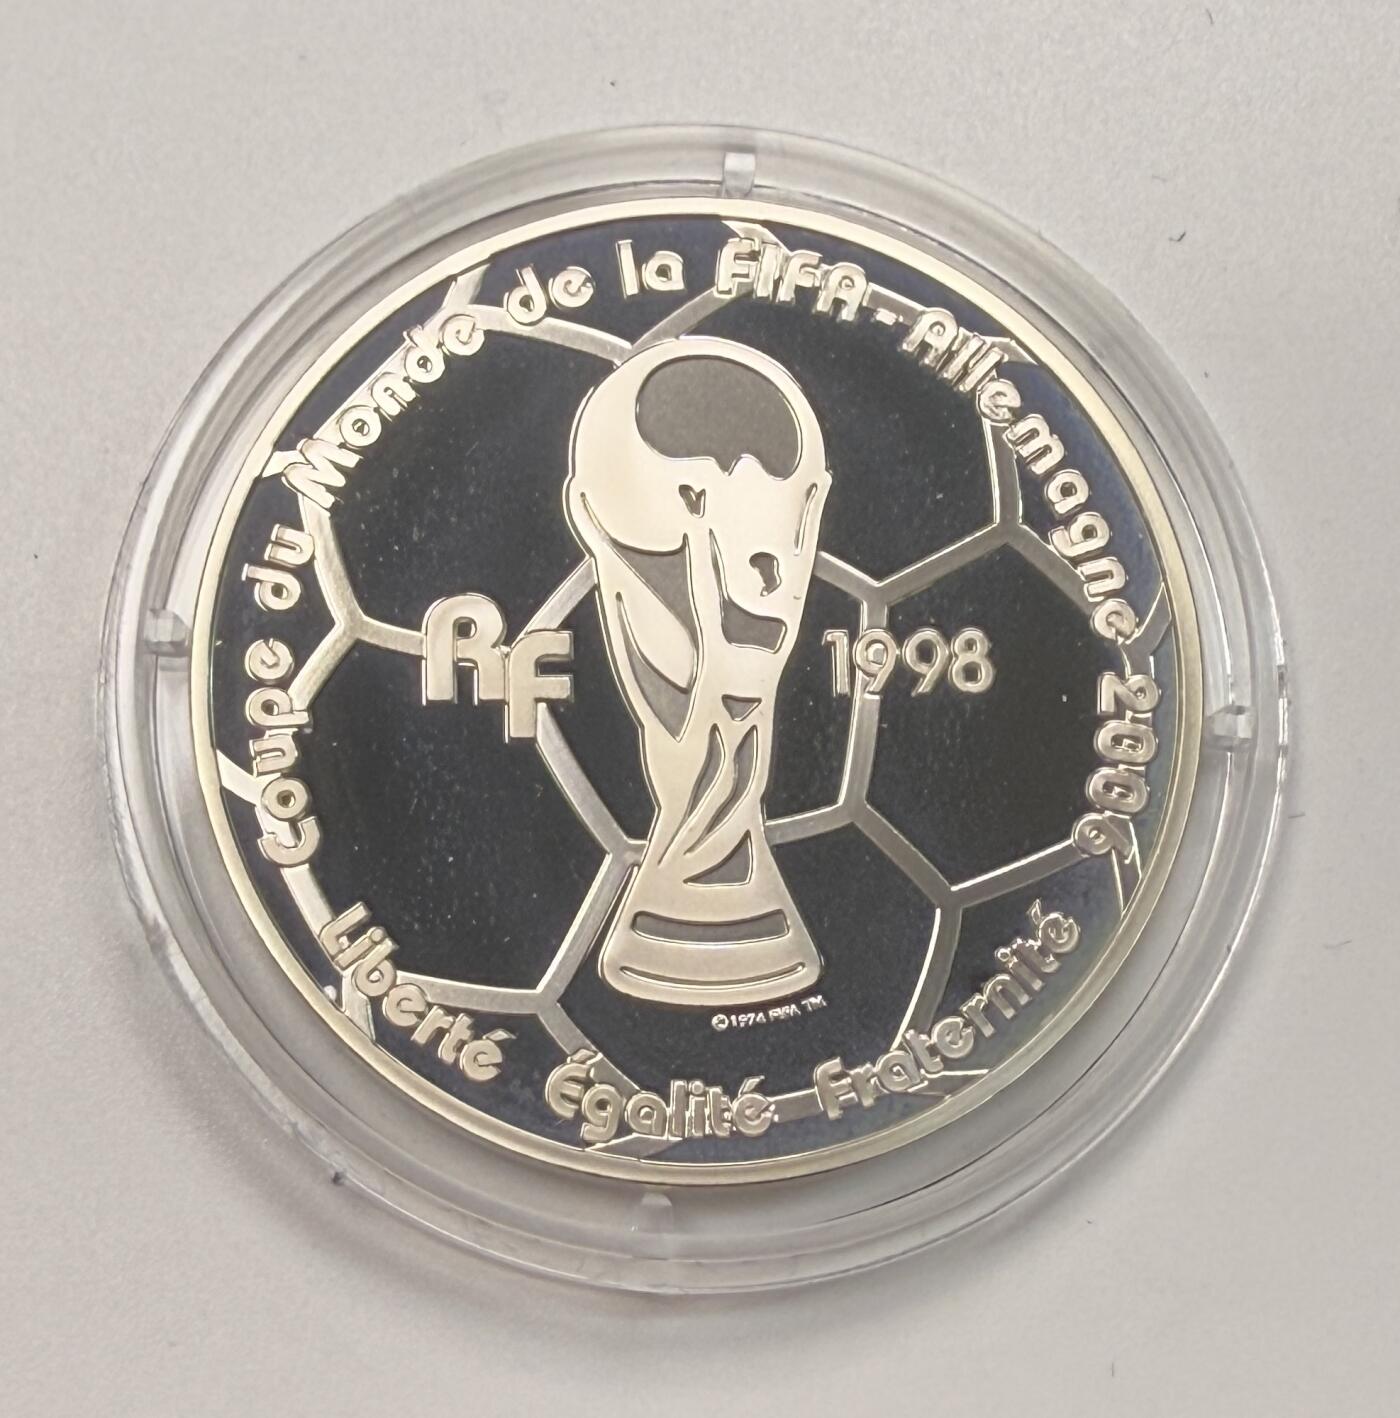 Coupe du Monde de la FIFA - Allemagne 2006
RF
1998
©1974 FIFA TM
Liberté Égalité Fraternité